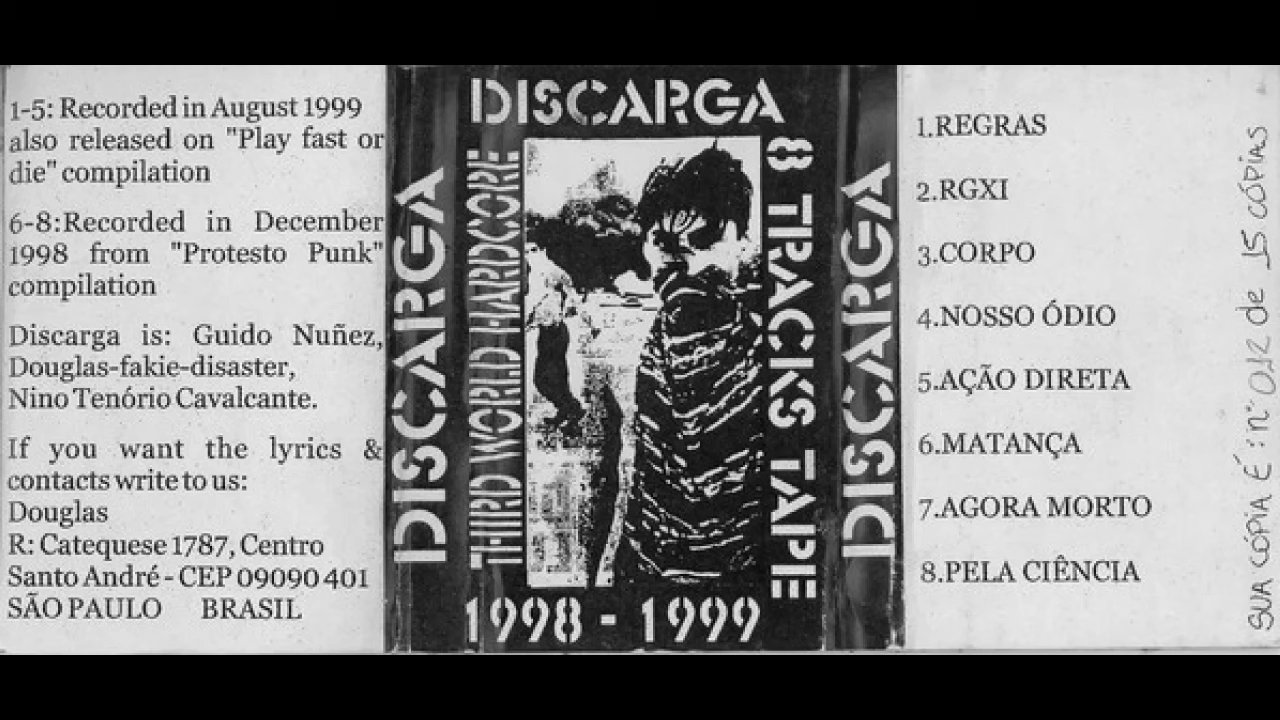 1-5: Recorded in August 1999
also released on "Play fast or
die" compilation
6-8:Recorded in December
1998 from "Protesto Punk"
compilation
Discarga is: Guido Nuñez,
Douglas-fakie-disaster,
Nino Tenório Cavalcante.
If you want the lyrics &
contacts write to us:
Douglas
R: Catequese 1787, Centro
Santo André - CEP 09090 401
SÃO PAULO BRASIL
DISCARGA
DISCARGA
THIRD WORLD HARDCORE
8 TRACKS TAPE
1998 - 1999
DISCARGA
1.REGRAS
2.RGXI
3.CORPO
4.NOSSO ÓDIO
5.AÇÃO DIRETA
6.MATANÇA
7.AGORA MORTO
8.PELA CIÊNCIA
SUA CÓPIA É: nº 012 de 15 CÓPIAS